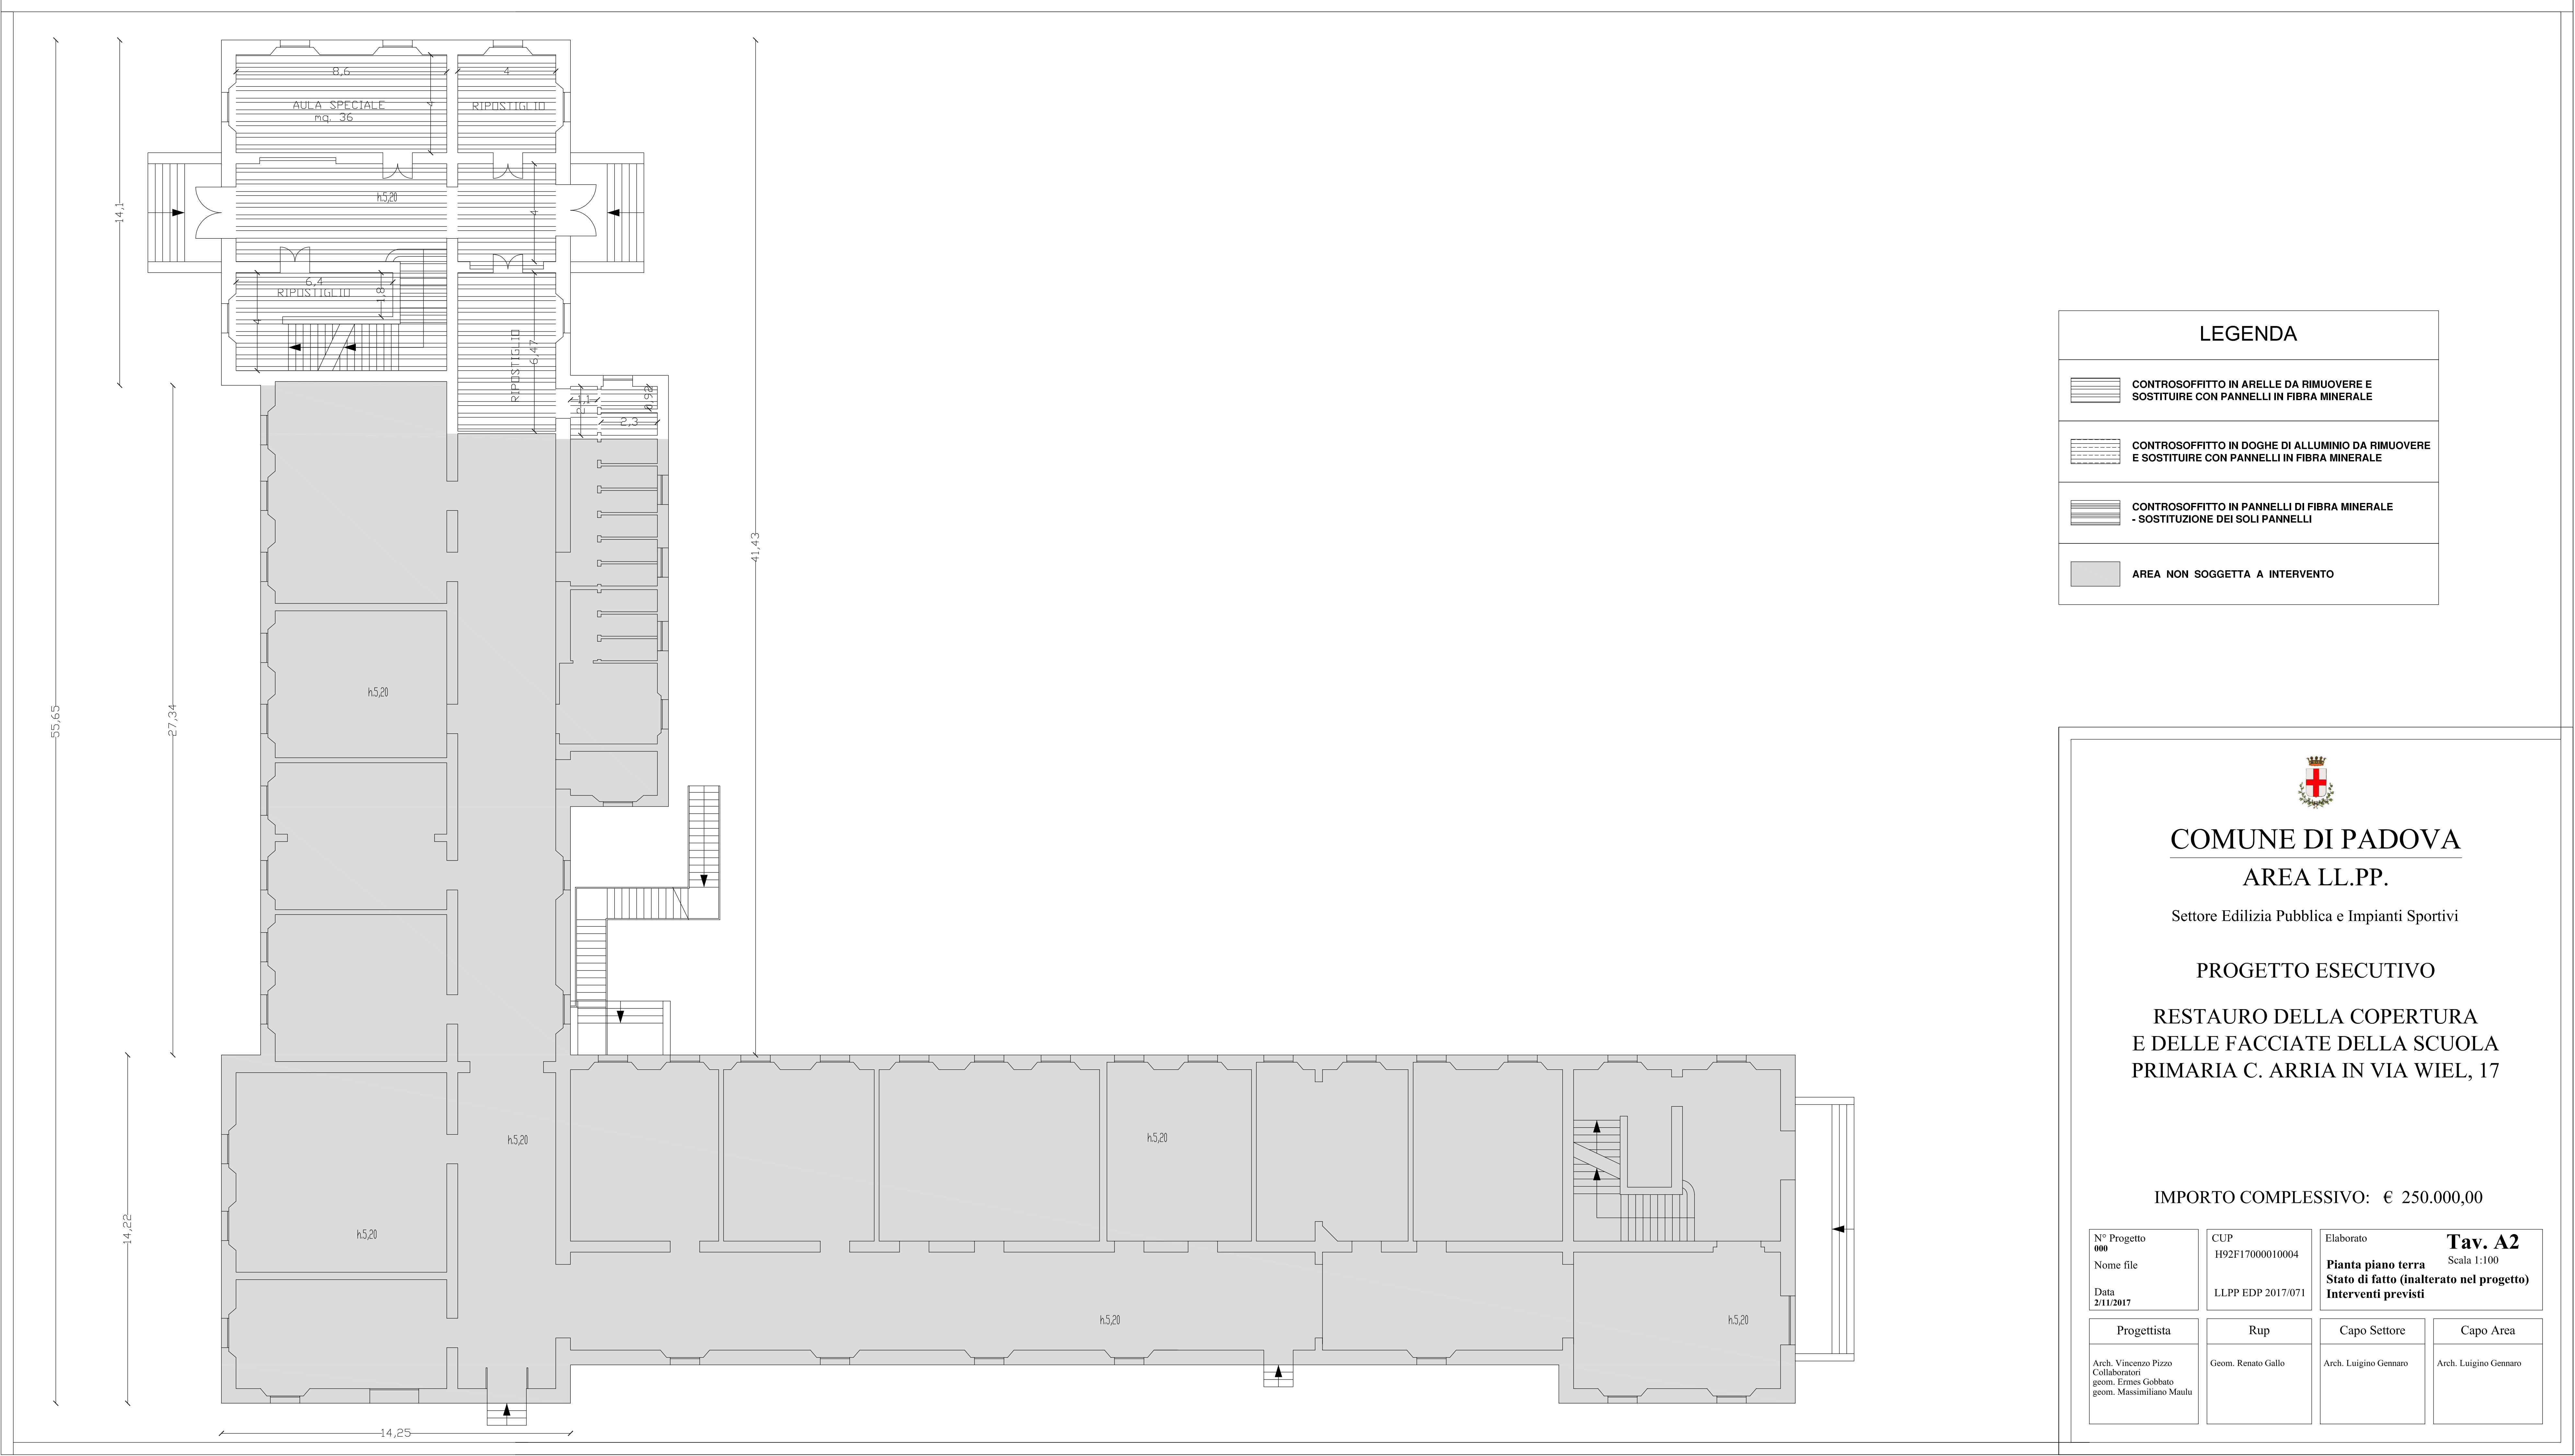 8,6
4
4
AULA SPECIALE
mq. 36
RIPOSTIGLIO
h.5,20
4
14,1
6,4
RIPOSTIGLIO
1,8
4
RIPOSTIGLIO
6,47
1,1
2
0,92
2,3
41,43
55,65
27,34
h.5,20
14,22
h.5,20
h.5,20
h.5,20
h.5,20
h.5,20
14,25
LEGENDA
CONTROSOFFITTO IN ARELLE DA RIMUOVERE E
SOSTITUIRE CON PANNELLI IN FIBRA MINERALE
CONTROSOFFITTO IN DOGHE DI ALLUMINIO DA RIMUOVERE
E SOSTITUIRE CON PANNELLI IN FIBRA MINERALE
CONTROSOFFITTO IN PANNELLI DI FIBRA MINERALE
- SOSTITUZIONE DEI SOLI PANNELLI
AREA NON SOGGETTA A INTERVENTO
COMUNE DI PADOVA
AREA LL.PP.
Settore Edilizia Pubblica e Impianti Sportivi
PROGETTO ESECUTIVO
RESTAURO DELLA COPERTURA
E DELLE FACCIATE DELLA SCUOLA
PRIMARIA C. ARRIA IN VIA WIEL, 17
IMPORTO COMPLESSIVO: € 250.000,00
N° Progetto
000
Nome file
Data
2/11/2017
CUP
H92F17000010004
LLPP EDP 2017/071
Elaborato
Tav. A2
Scala 1:100
Pianta piano terra
Stato di fatto (inalterato nel progetto)
Interventi previsti
Progettista
Arch. Vincenzo Pizzo
Collaboratori
geom. Ermes Gobbato
geom. Massimiliano Maulu
Rup
Geom. Renato Gallo
Capo Settore
Arch. Luigino Gennaro
Capo Area
Arch. Luigino Gennaro